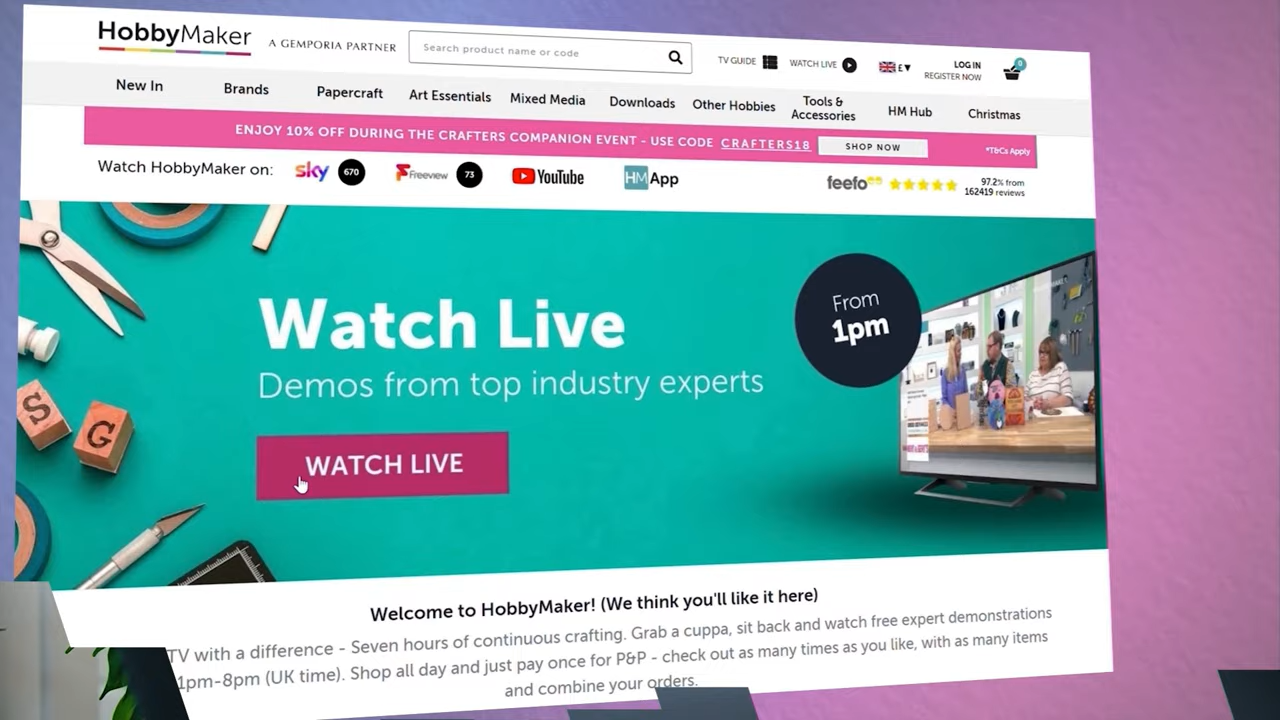 HobbyMaker
A GEMPORIA PARTNER
Search product name or code
TV GUIDE
WATCH LIVE
£
LOG IN
REGISTER NOW
0
New In
Brands
Papercraft
Art Essentials
Mixed Media
Downloads
Other Hobbies
Tools &
Accessories
HM Hub
Christmas
ENJOY 10% OFF DURING THE CRAFTERS COMPANION EVENT - USE CODE CRAFTERS18
SHOP NOW
*T&Cs Apply
Watch HobbyMaker on:
sky
670
Freeview
73
YouTube
HM App
feefo
97.2% from
162419 reviews
From
1pm
Watch Live
Demos from top industry experts
WATCH LIVE
S
G
Welcome to HobbyMaker! (We think you'll like it here)
TV with a difference - Seven hours of continuous crafting. Grab a cuppa, sit back and watch free expert demonstrations
1pm-8pm (UK time). Shop all day and just pay once for P&P - check out as many times as you like, with as many items
and combine your orders.